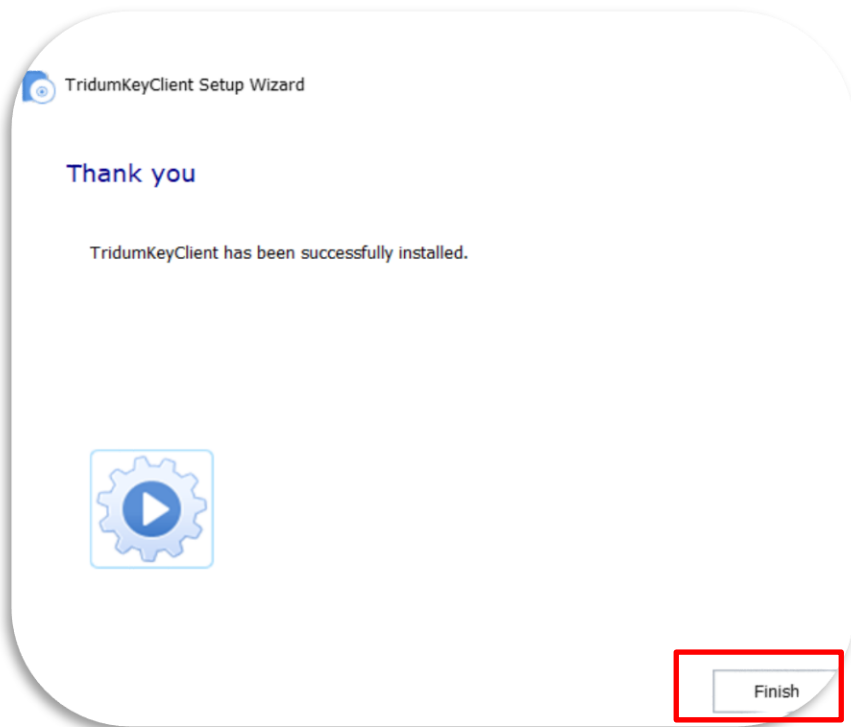 TridumKeyClient Setup Wizard
Thank you
TridumKeyClient has been successfully installed.
Finish